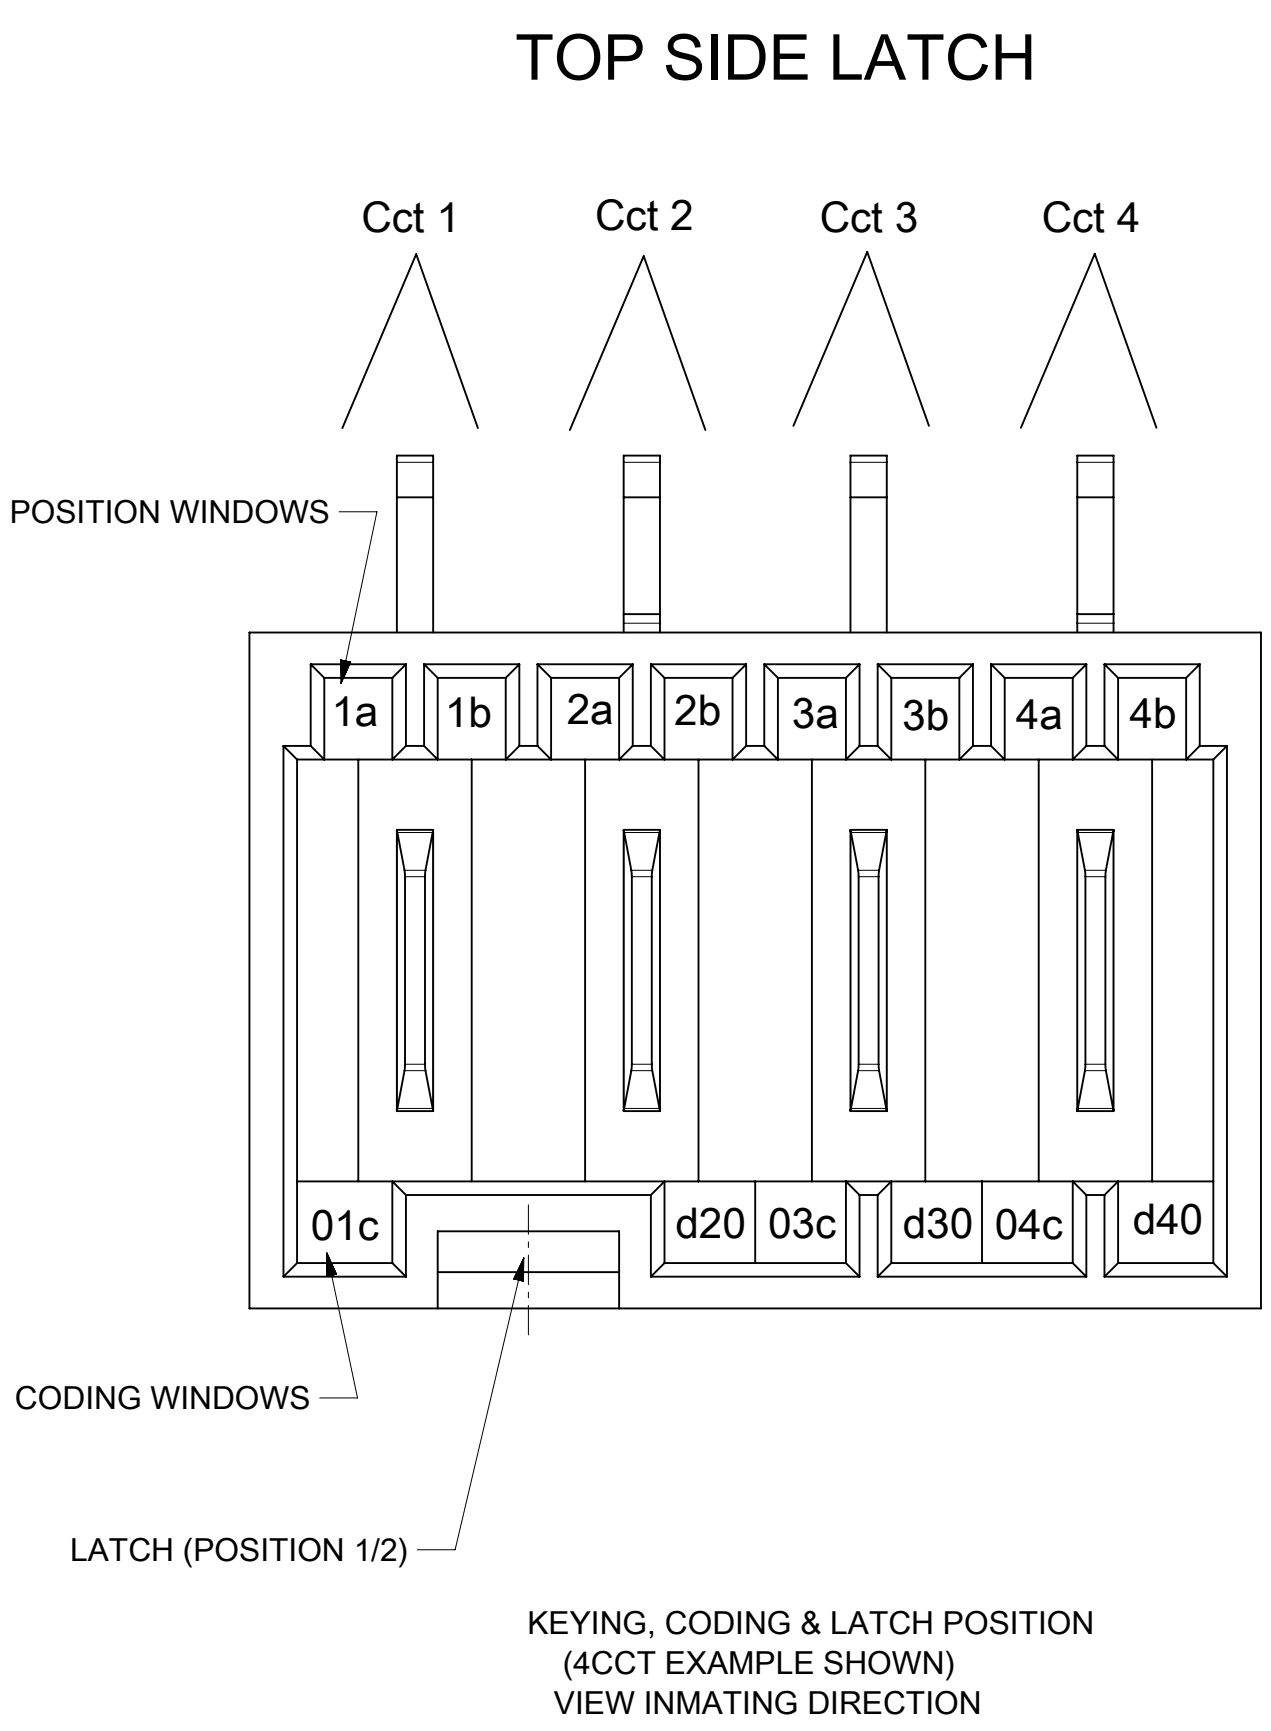 TOP SIDE LATCH
Cct 1 Cct 2 Cct 3 Cct 4
POSITION WINDOWS
1a 1b 2a 2b 3a 3b 4a 4b
01c d20 03c d30 04c d40
CODING WINDOWS
LATCH (POSITION 1/2)
KEYING, CODING & LATCH POSITION
(4CCT EXAMPLE SHOWN)
VIEW INMATING DIRECTION